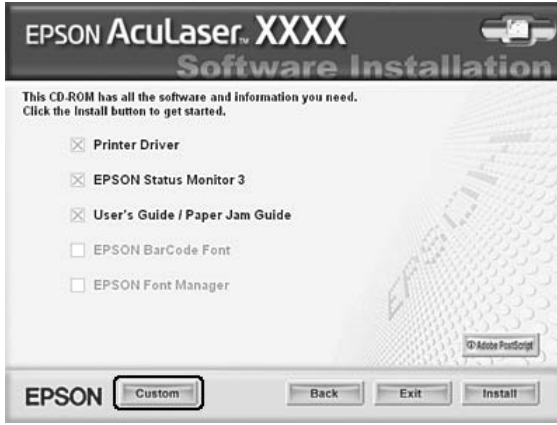 EPSON AcuLaser™ XXXX
Software Installation
This CD-ROM has all the software and information you need.
Click the Install button to get started.
Printer Driver
EPSON Status Monitor 3
User's Guide / Paper Jam Guide
EPSON BarCode Font
EPSON Font Manager
EPSON
Adobe PostScript
EPSON
Custom
Back
Exit
Install